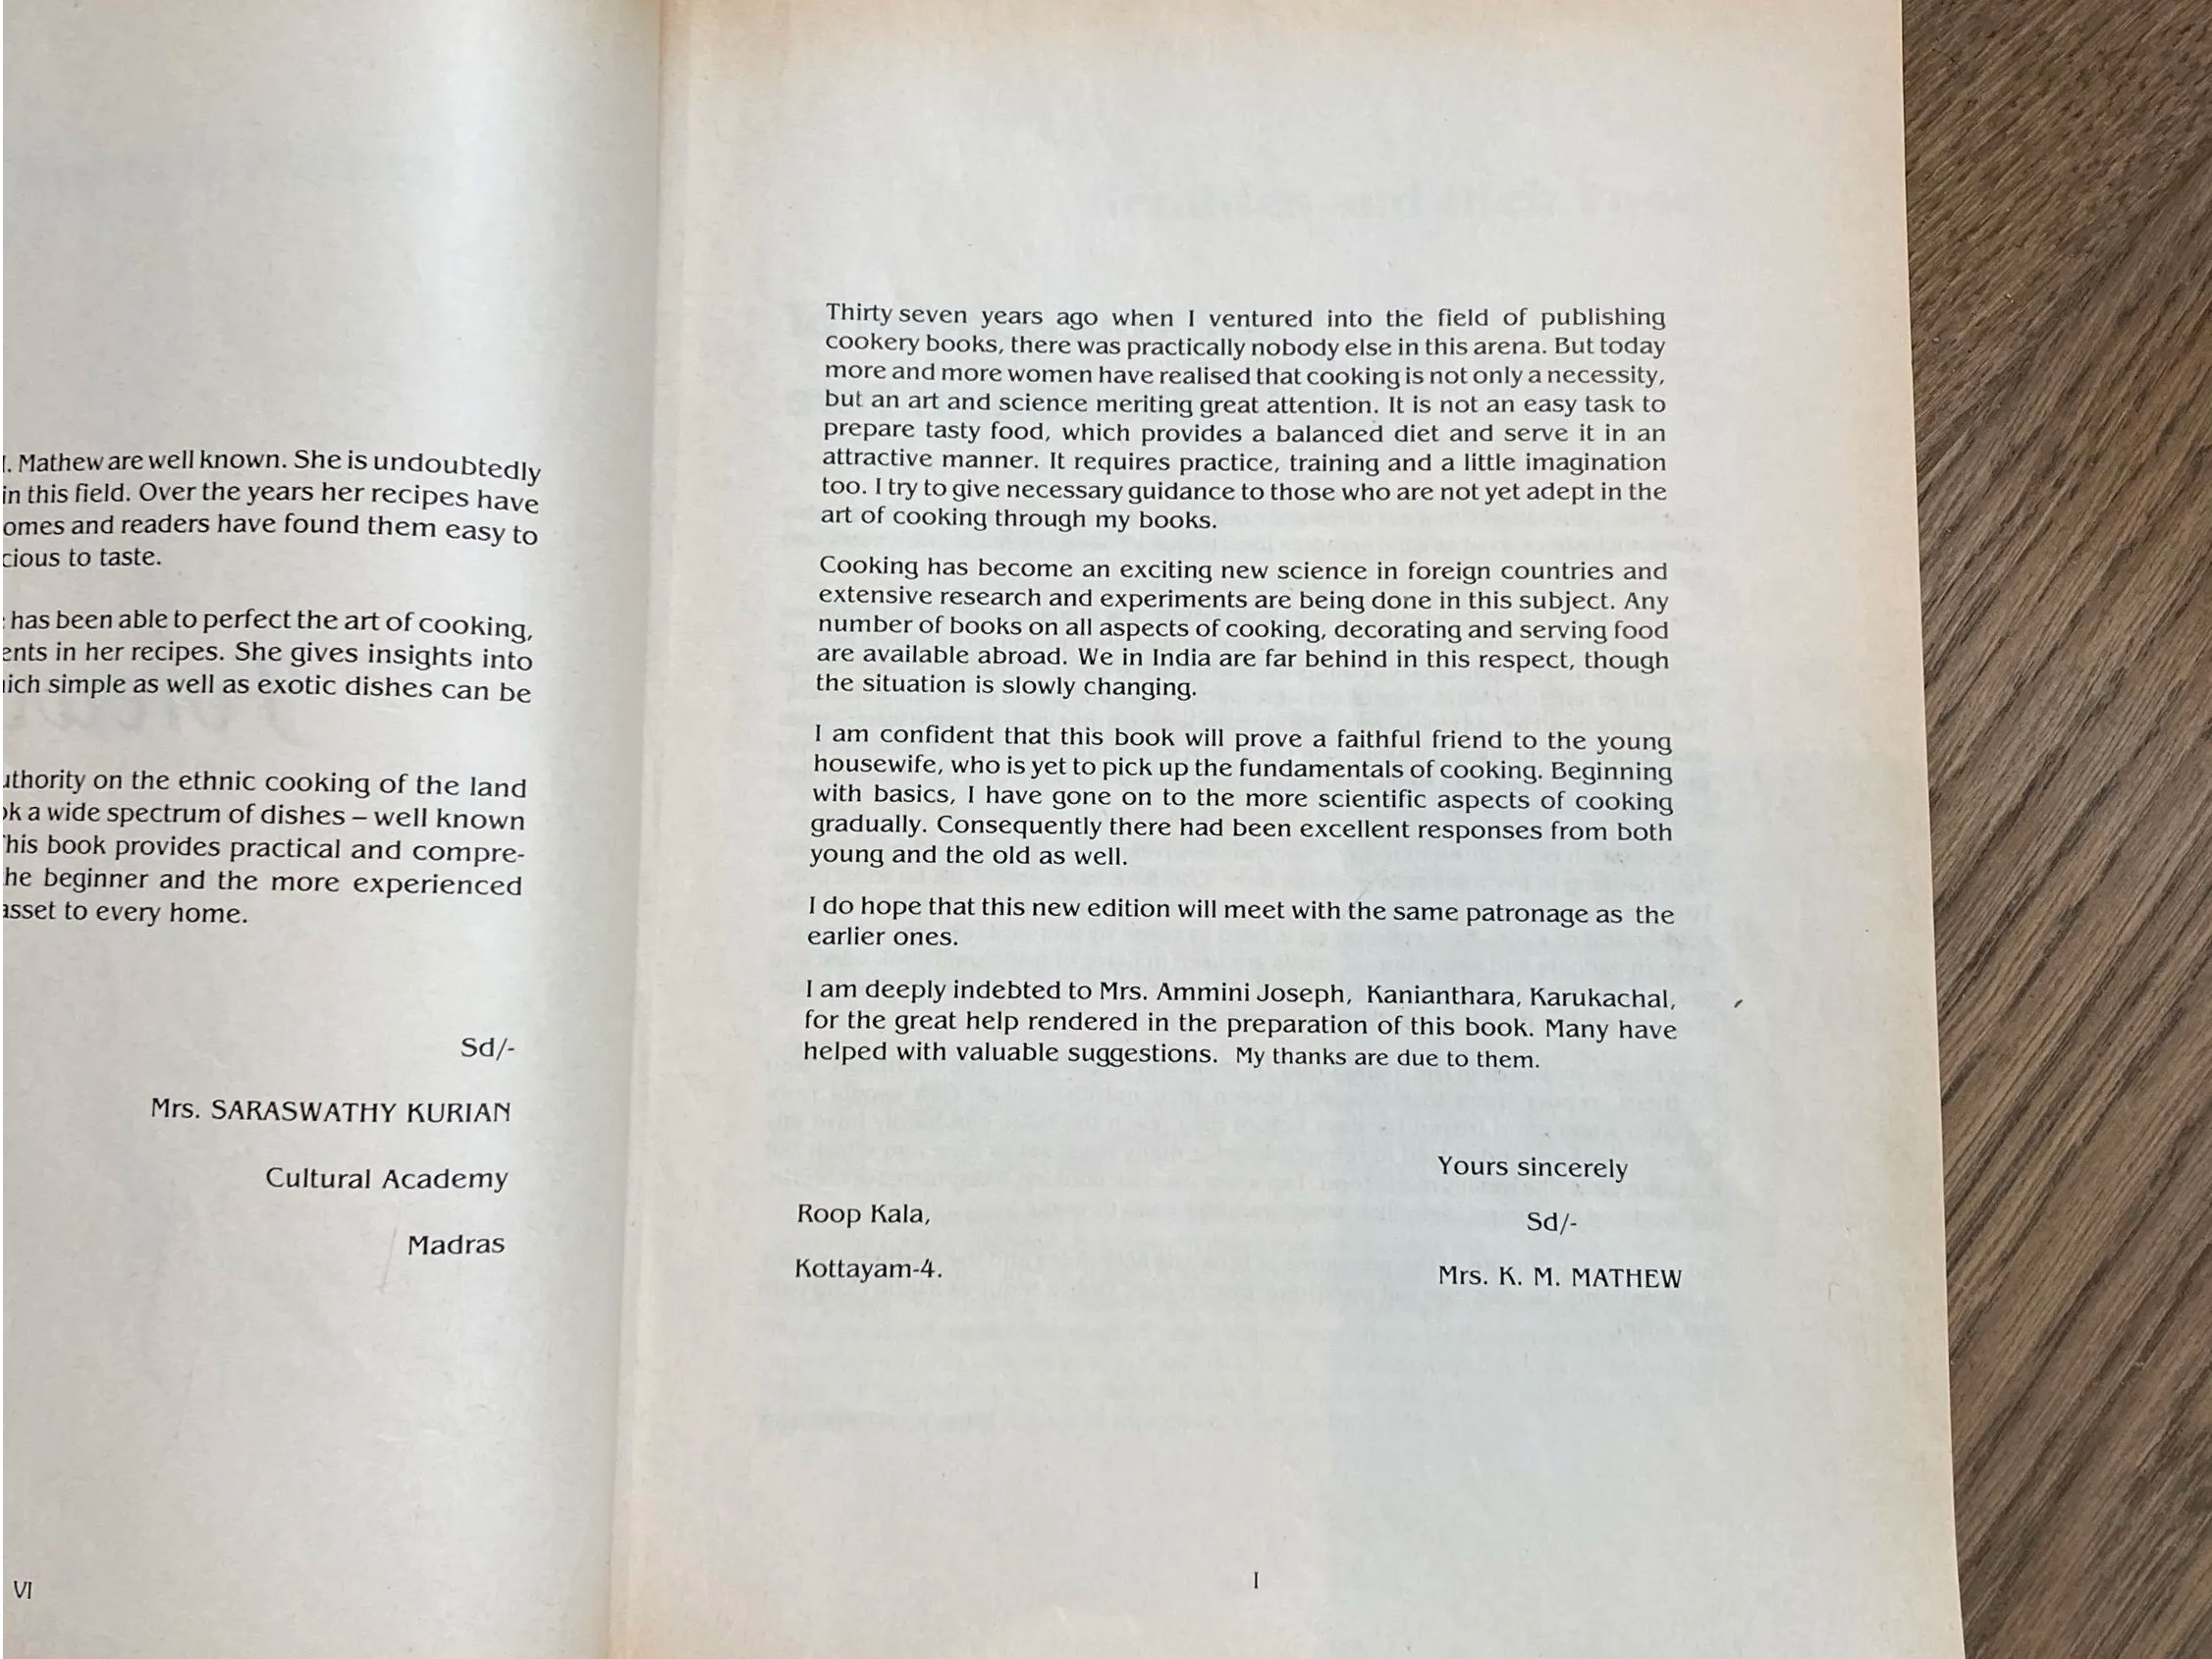 . Mathew are well known. She is undoubtedly
in this field. Over the years her recipes have
omes and readers have found them easy to
cious to taste.
has been able to perfect the art of cooking,
ents in her recipes. She gives insights into
ich simple as well as exotic dishes can be
uthority on the ethnic cooking of the land
ok a wide spectrum of dishes – well known
This book provides practical and compre-
he beginner and the more experienced
asset to every home.
Sd/-
Mrs. SARASWATHY KURIAN
Cultural Academy
Madras
VI
Thirty seven years ago when I ventured into the field of publishing
cookery books, there was practically nobody else in this arena. But today
more and more women have realised that cooking is not only a necessity,
but an art and science meriting great attention. It is not an easy task to
prepare tasty food, which provides a balanced diet and serve it in an
attractive manner. It requires practice, training and a little imagination
too. I try to give necessary guidance to those who are not yet adept in the
art of cooking through my books.
Cooking has become an exciting new science in foreign countries and
extensive research and experiments are being done in this subject. Any
number of books on all aspects of cooking, decorating and serving food
are available abroad. We in India are far behind in this respect, though
the situation is slowly changing.
I am confident that this book will prove a faithful friend to the young
housewife, who is yet to pick up the fundamentals of cooking. Beginning
with basics, I have gone on to the more scientific aspects of cooking
gradually. Consequently there had been excellent responses from both
young and the old as well.
I do hope that this new edition will meet with the same patronage as the
earlier ones.
I am deeply indebted to Mrs. Ammini Joseph, Kanianthara, Karukachal,
for the great help rendered in the preparation of this book. Many have
helped with valuable suggestions. My thanks are due to them.
Yours sincerely
Roop Kala,
Sd/-
Kottayam-4.
Mrs. K. M. MATHEW
I